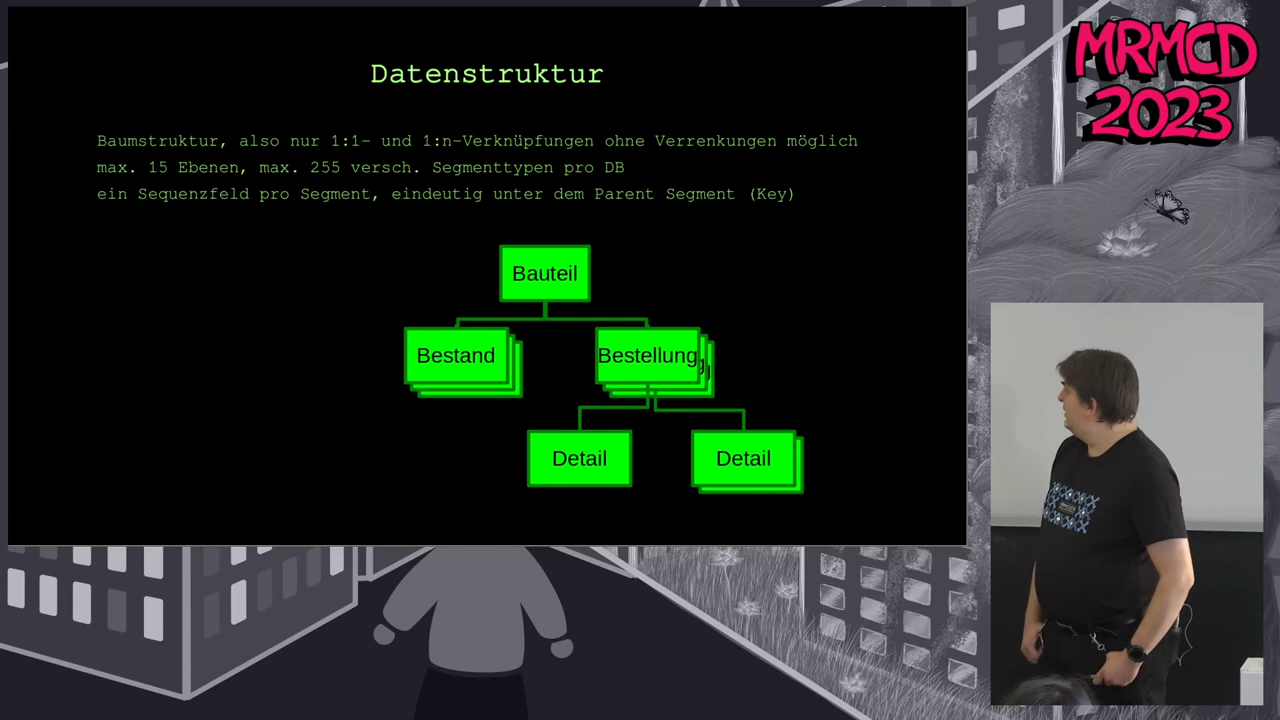 Datenstruktur
Baumstruktur, also nur 1:1- und 1:n-Verknüpfungen ohne Verrenkungen möglich
max. 15 Ebenen, max. 255 versch. Segmenttypen pro DB
ein Sequenzfeld pro Segment, eindeutig unter dem Parent Segment (Key)
Bauteil
Bestand
Bestellung
Detail
Detail
MRMCD
2023